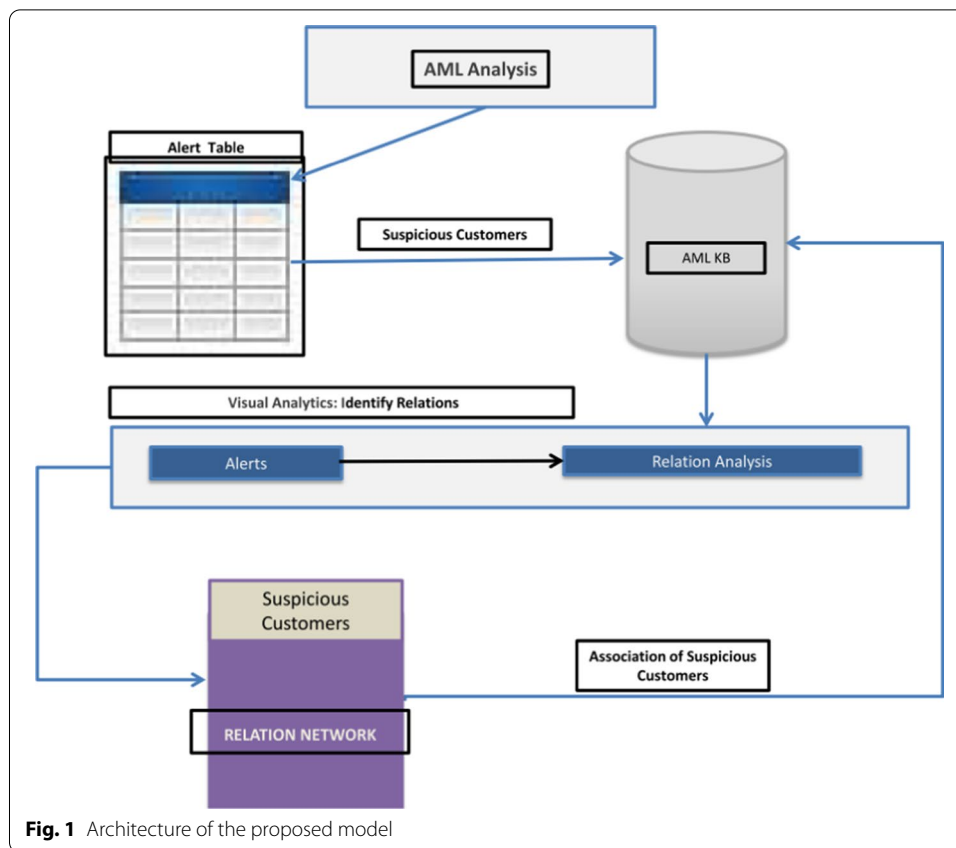 AML Analysis
Alert Table
Suspicious Customers
AML KB
Visual Analytics: Identify Relations
Alerts
Relation Analysis
Suspicious
Customers
Association of Suspicious
Customers
RELATION NETWORK
Fig. 1 Architecture of the proposed model